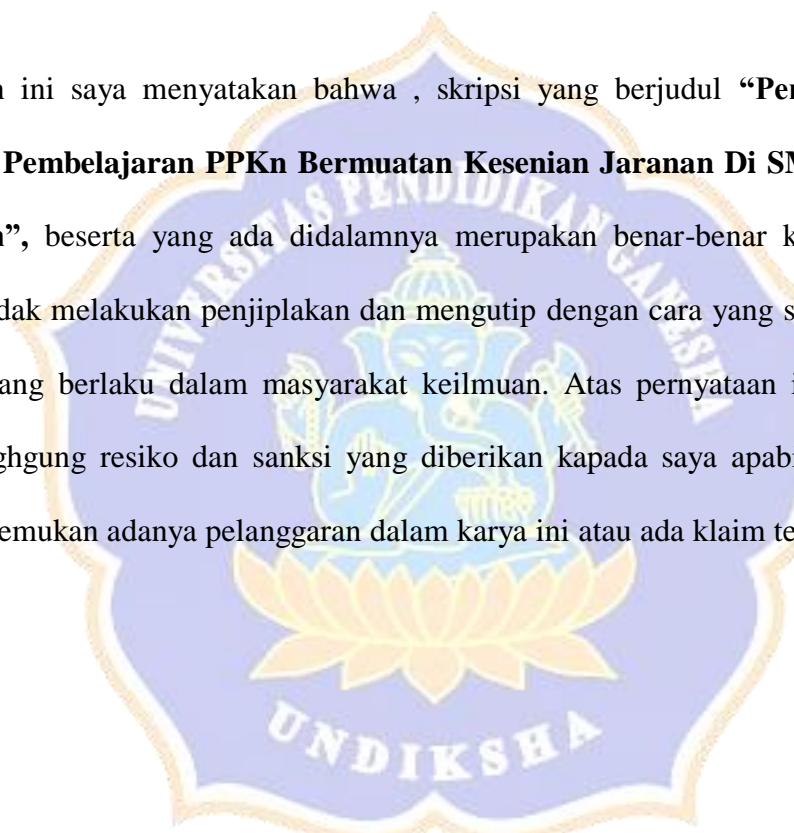 ini saya menyatakan bahwa , skripsi yang berjudul “Per
Pembelajaran PPKn Bermuatan Kesenian Jaranan Di SM
”, beserta yang ada didalamnya merupakan benar-benar k
dak melakukan penjiplakan dan mengutip dengan cara yang s
ang berlaku dalam masyarakat keilmuan. Atas pernyataan i
ghgung resiko dan sanksi yang diberikan kapada saya apab
emukan adanya pelanggaran dalam karya ini atau ada klaim te
UNIVERSITAS PENDIDIKAN GANESHA
UNDIKSHA